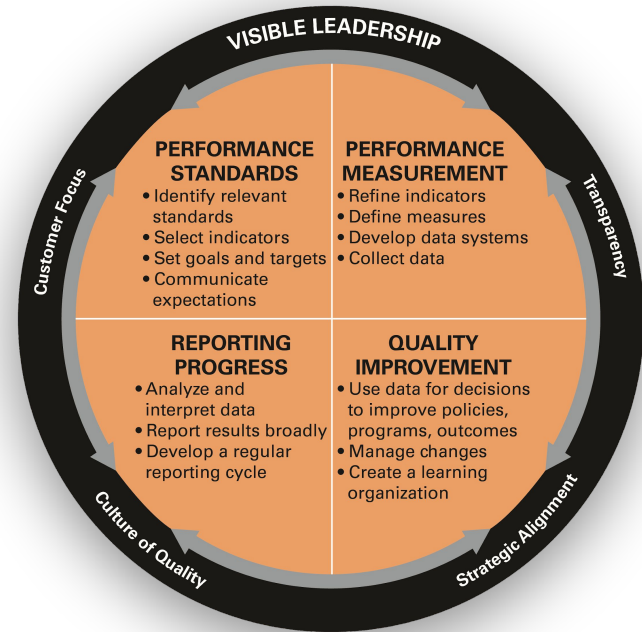 VISIBLE LEADERSHIP
Customer Focus
Transparency
PERFORMANCE
STANDARDS
• Identify relevant
standards
• Select indicators
• Set goals and targets
• Communicate
expectations
PERFORMANCE
MEASUREMENT
• Refine indicators
• Define measures
• Develop data systems
• Collect data
REPORTING
PROGRESS
• Analyze and
interpret data
• Report results broadly
• Develop a regular
reporting cycle
QUALITY
IMPROVEMENT
• Use data for decisions
to improve policies,
programs, outcomes
• Manage changes
• Create a learning
organization
Culture of Quality
Strategic Alignment